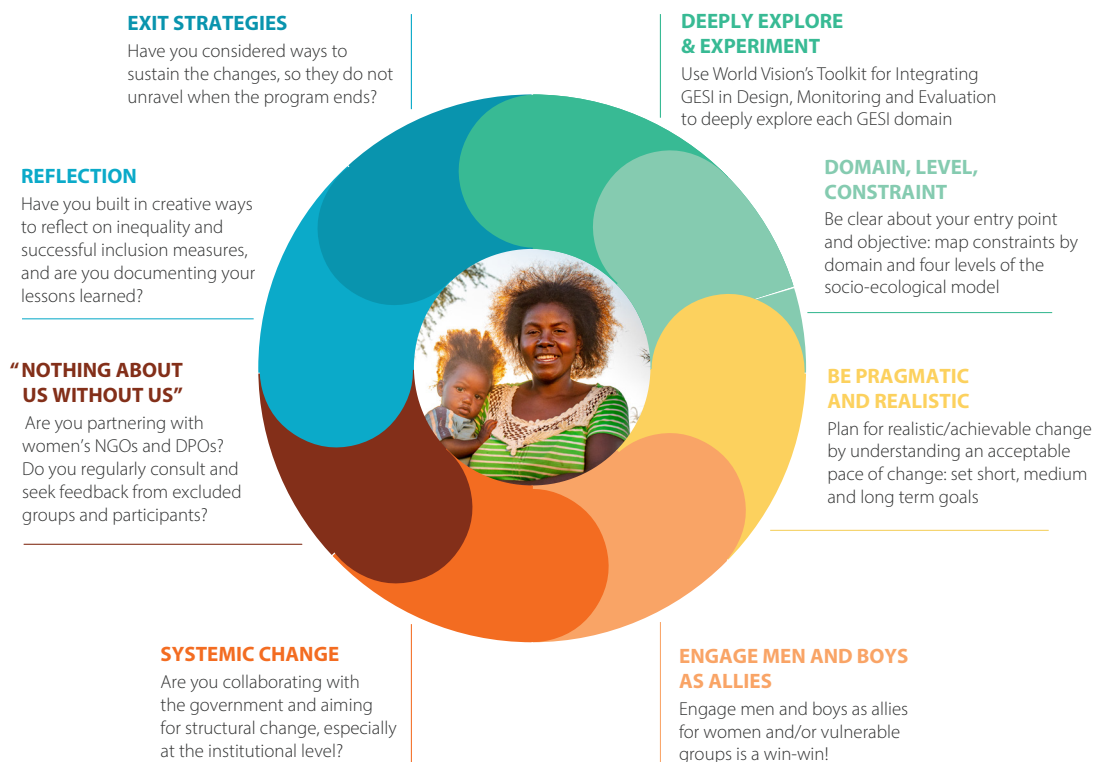 EXIT STRATEGIES
Have you considered ways to
sustain the changes, so they do not
unravel when the program ends?
DEEPLY EXPLORE
& EXPERIMENT
Use World Vision's Toolkit for Integrating
GESI in Design, Monitoring and Evaluation
to deeply explore each GESI domain
REFLECTION
Have you built in creative ways
to reflect on inequality and
successful inclusion measures,
and are you documenting your
lessons learned?
DOMAIN, LEVEL,
CONSTRAINT
Be clear about your entry point
and objective: map constraints by
domain and four levels of the
socio-ecological model
“NOTHING ABOUT
US WITHOUT US”
Are you partnering with
women's NGOs and DPOs?
Do you regularly consult and
seek feedback from excluded
groups and participants?
BE PRAGMATIC
AND REALISTIC
Plan for realistic/achievable change
by understanding an acceptable
pace of change: set short, medium
and long term goals
SYSTEMIC CHANGE
Are you collaborating with
the government and aiming
for structural change, especially
at the institutional level?
ENGAGE MEN AND BOYS
AS ALLIES
Engage men and boys as allies
for women and/or vulnerable
groups is a win-win!